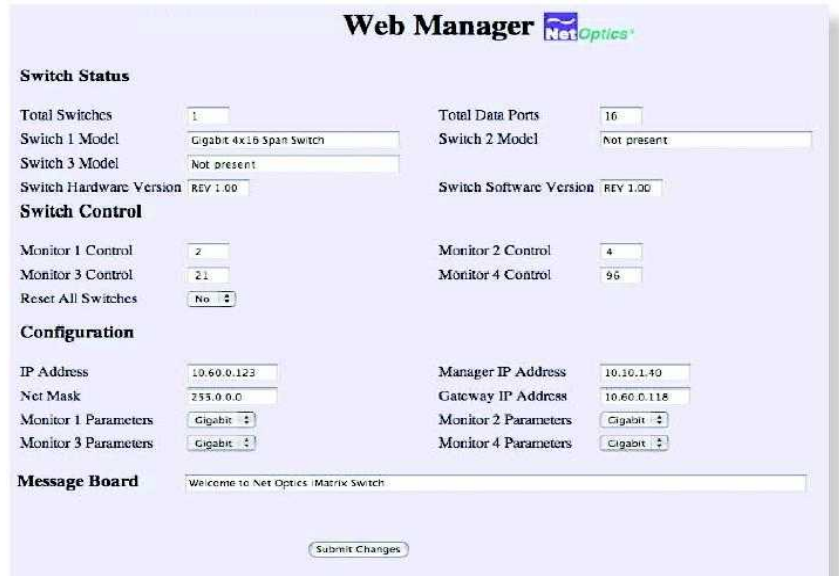 Web Manager NetOptics
Switch Status
Total Switches 1 Total Data Ports 16
Switch 1 Model Gigabit 4x16 Span Switch Switch 2 Model Not present
Switch 3 Model Not present
Switch Hardware Version REV 1.00 Switch Software Version REV 1.00
Switch Control
Monitor 1 Control 2 Monitor 2 Control 4
Monitor 3 Control 21 Monitor 4 Control 96
Reset All Switches No
Configuration
IP Address 10.60.0.123 Manager IP Address 10.10.1.40
Net Mask 255.0.0.0 Gateway IP Address 10.60.0.118
Monitor 1 Parameters Gigabit Monitor 2 Parameters Gigabit
Monitor 3 Parameters Gigabit Monitor 4 Parameters Gigabit
Message Board Welcome to Net Optics iMatrix Switch
Submit Changes